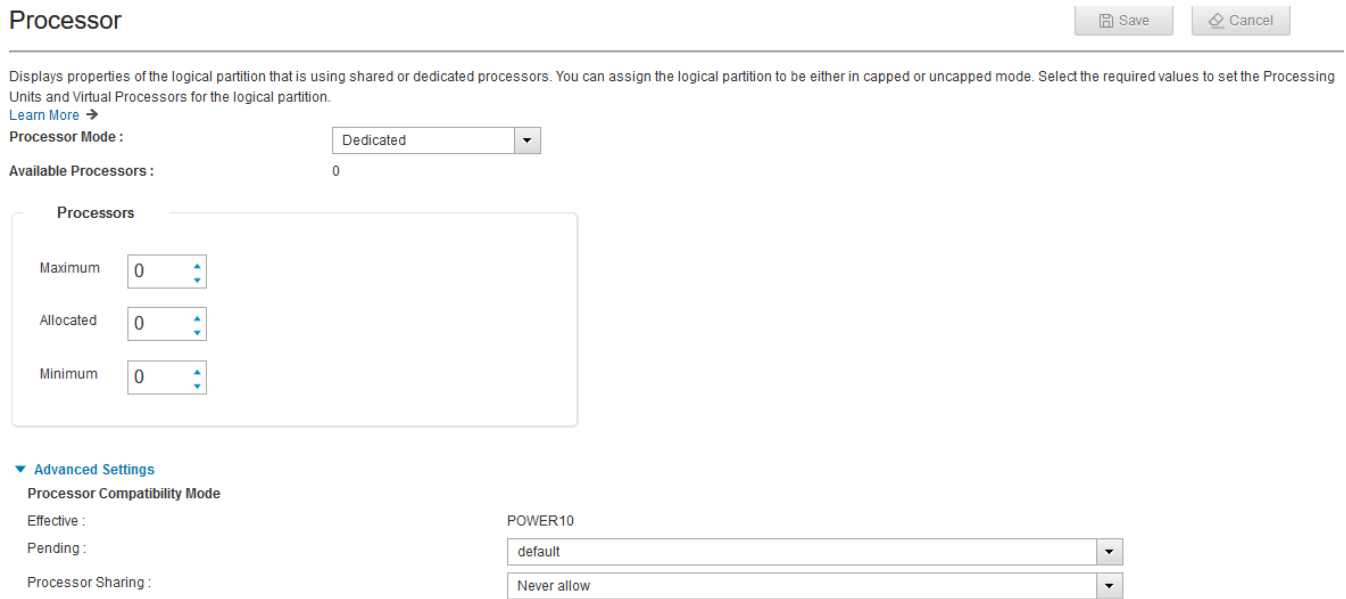 Processor
Save
Cancel
Displays properties of the logical partition that is using shared or dedicated processors. You can assign the logical partition to be either in capped or uncapped mode. Select the required values to set the Processing
Units and Virtual Processors for the logical partition.
Learn More →
Processor Mode :
Dedicated
Available Processors :
0
Processors
Maximum
0
Allocated
0
Minimum
0
Advanced Settings
Processor Compatibility Mode
Effective :
POWER10
Pending :
default
Processor Sharing :
Never allow